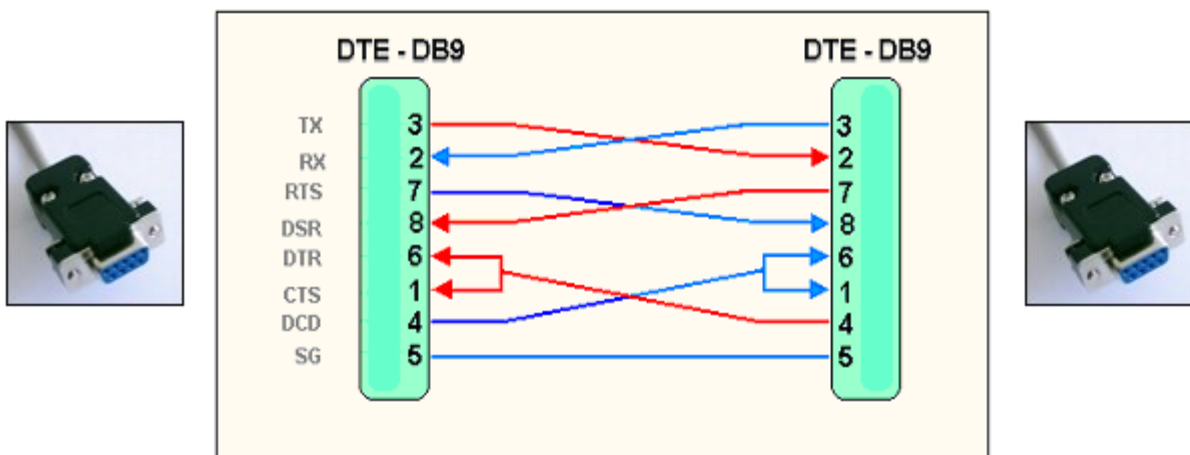 DTE - DB9 DTE - DB9
TX 3 3
RX 2 2
RTS 7 7
DSR 8 8
DTR 6 6
CTS 1 1
DCD 4 4
SG 5 5